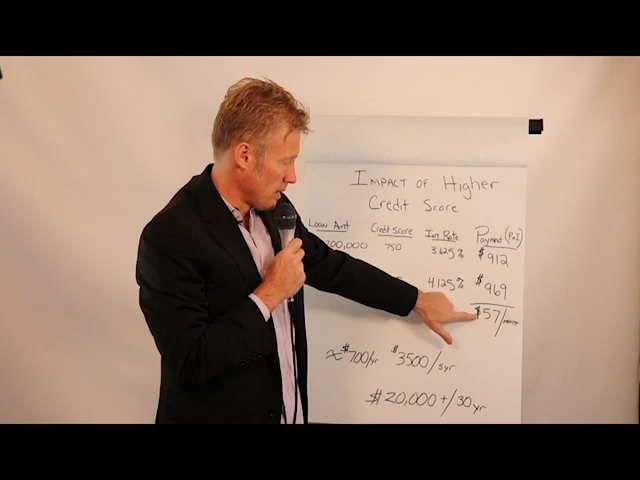 Impact of Higher
Credit Score
Loan Amt Credit Score Int Rate Payment (P&I)
200,000 750 3.625% $912
4.125% $969
$57/month
≈$700/yr $3500/5yr
$20,000+/30yr